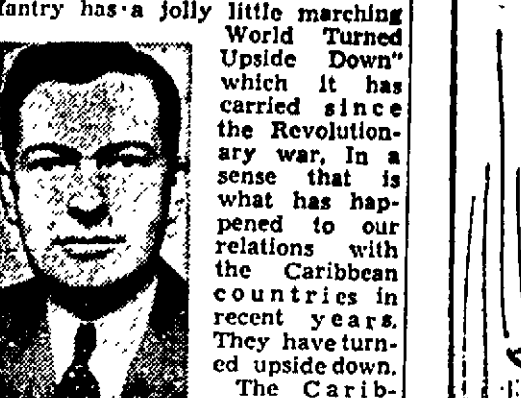 fantry has a jolly little marching
World Turned
Upside Down"
which it has
carried since
the Revolution-
ary war. In a
sense that is
what has hap-
pened to our
relations with
the Caribbean
countries in
recent years.
They have turn-
ed upside down.
The Carib-